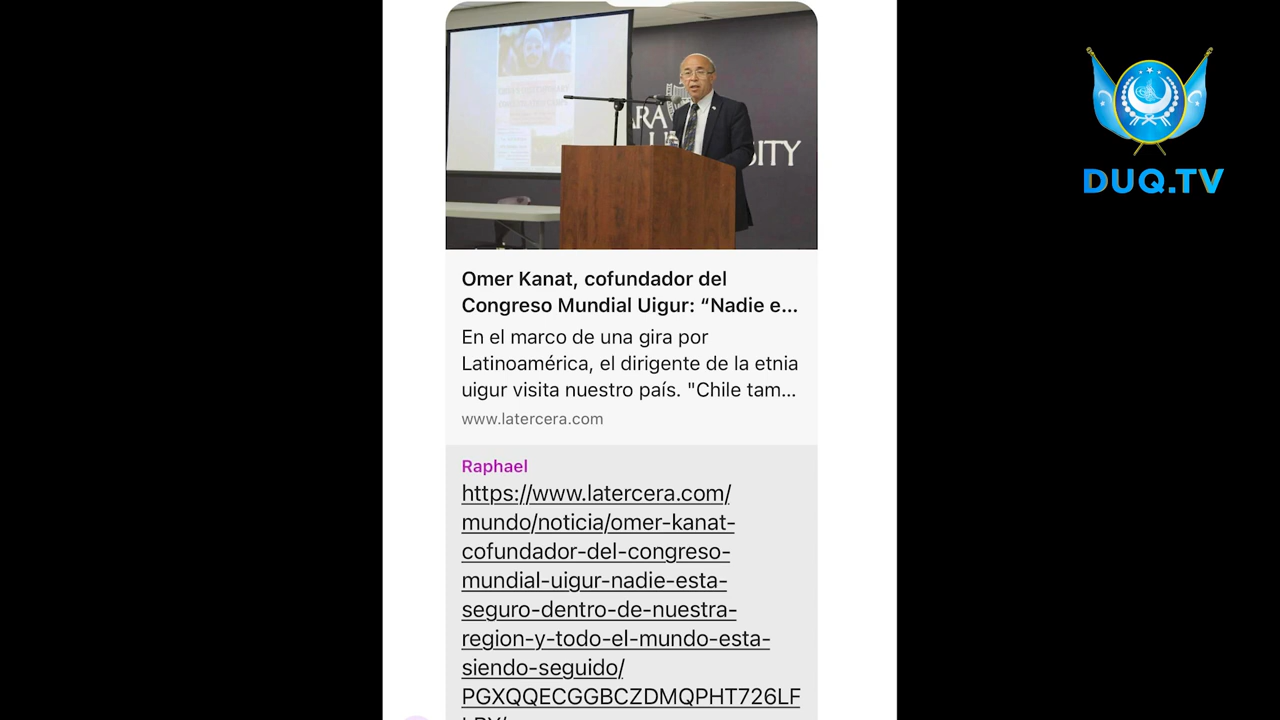 ARA
U
SITY
DUQ.TV
Omer Kanat, cofundador del
Congreso Mundial Uigur: “Nadie e...
En el marco de una gira por
Latinoamérica, el dirigente de la etnia
uigur visita nuestro país. "Chile tam...
www.latercera.com
Raphael
https://www.latercera.com/
mundo/noticia/omer-kanat-
cofundador-del-congreso-
mundial-uigur-nadie-esta-
seguro-dentro-de-nuestra-
region-y-todo-el-mundo-esta-
siendo-seguido/
PGXQQECGGBCZDMQPHT726LF